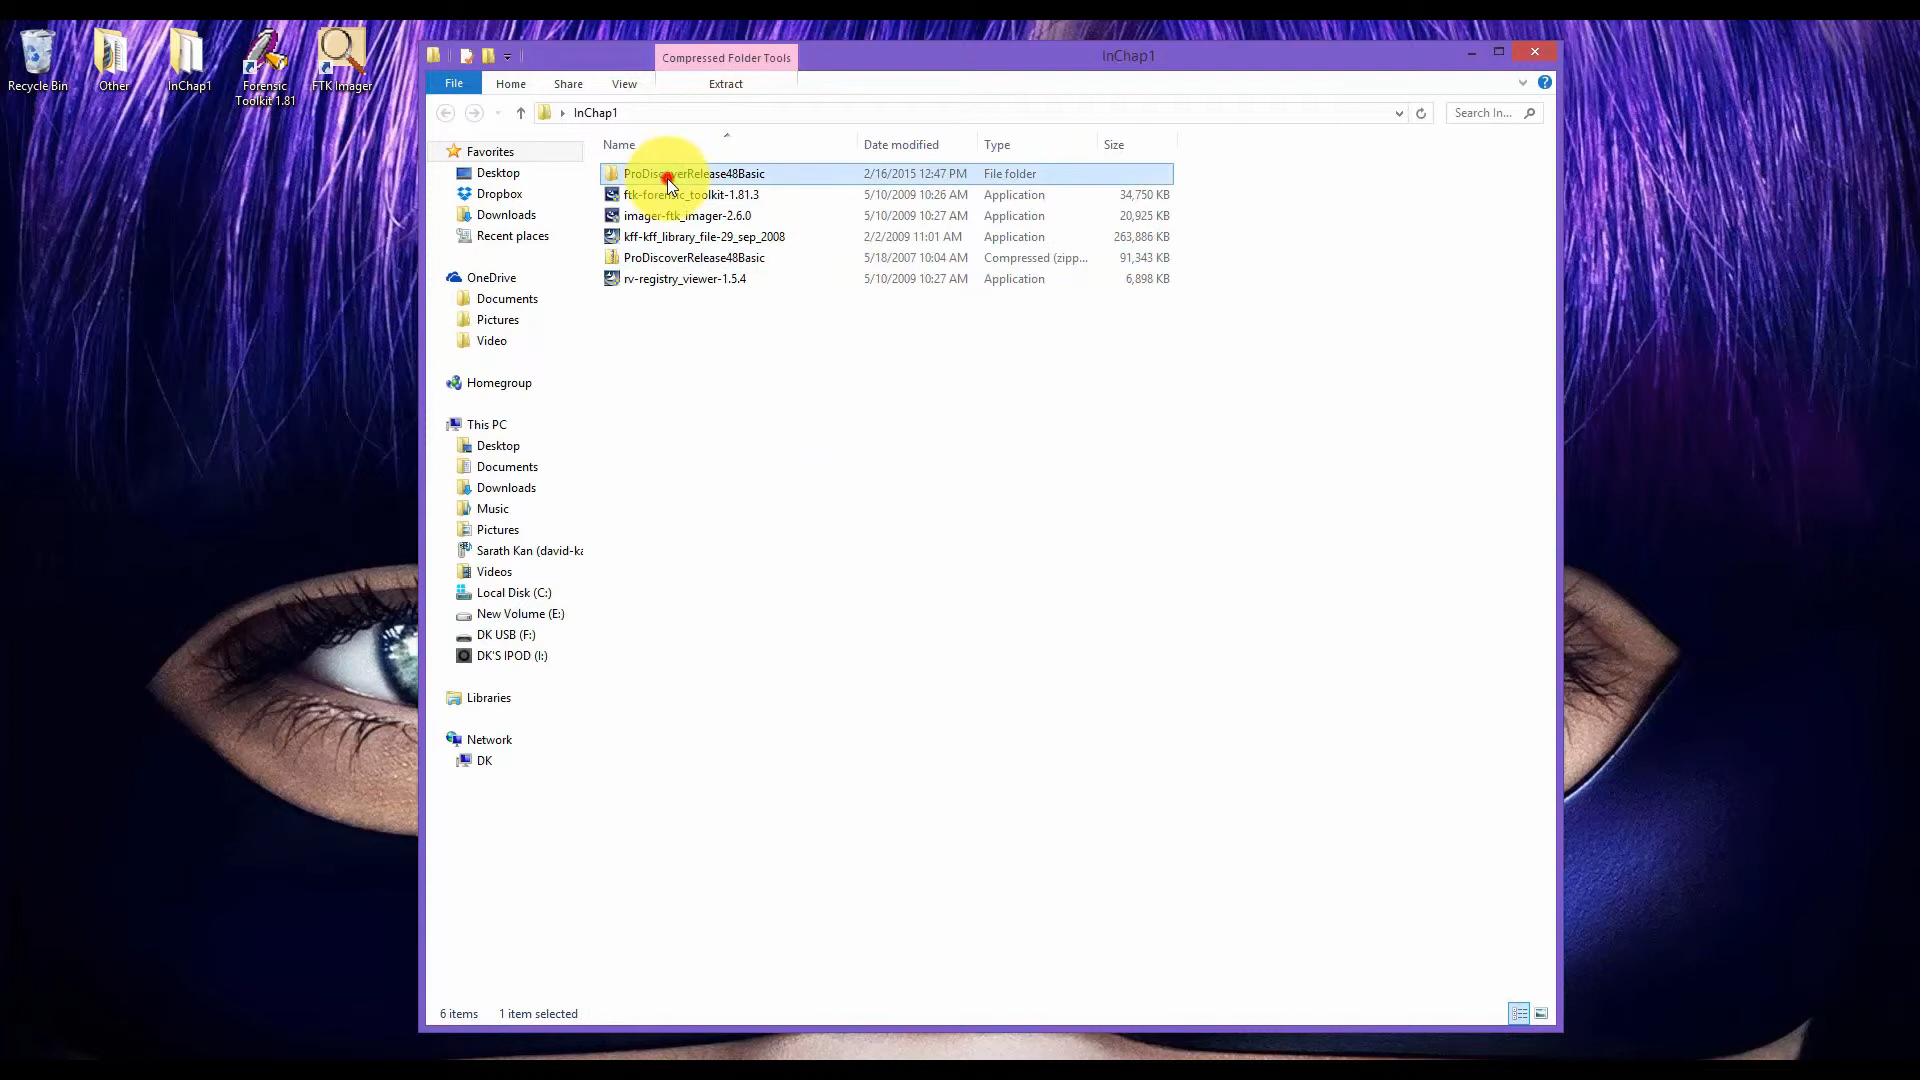 Recycle Bin
Other
InChap1
Forensic
Toolkit 1.81
FTK Imager
Compressed Folder Tools
InChap1
File
Home
Share
View
Extract
InChap1
Search In...
Name
Date modified
Type
Size
ProDiscoverRelease48Basic 2/16/2015 12:47 PM File folder
ftk-forensic_toolkit-1.81.3 5/10/2009 10:26 AM Application 34,750 KB
imager-ftk_imager-2.6.0 5/10/2009 10:27 AM Application 20,925 KB
kff-kff_library_file-29_sep_2008 2/2/2009 11:01 AM Application 263,886 KB
ProDiscoverRelease48Basic 5/18/2007 10:04 AM Compressed (zipp... 91,343 KB
rv-registry_viewer-1.5.4 5/10/2009 10:27 AM Application 6,898 KB
Favorites
Desktop
Dropbox
Downloads
Recent places
OneDrive
Documents
Pictures
Video
Homegroup
This PC
Desktop
Documents
Downloads
Music
Pictures
Sarath Kan (david-ka
Videos
Local Disk (C:)
New Volume (E:)
DK USB (F:)
DK'S IPOD (I:)
Libraries
Network
DK
6 items 1 item selected